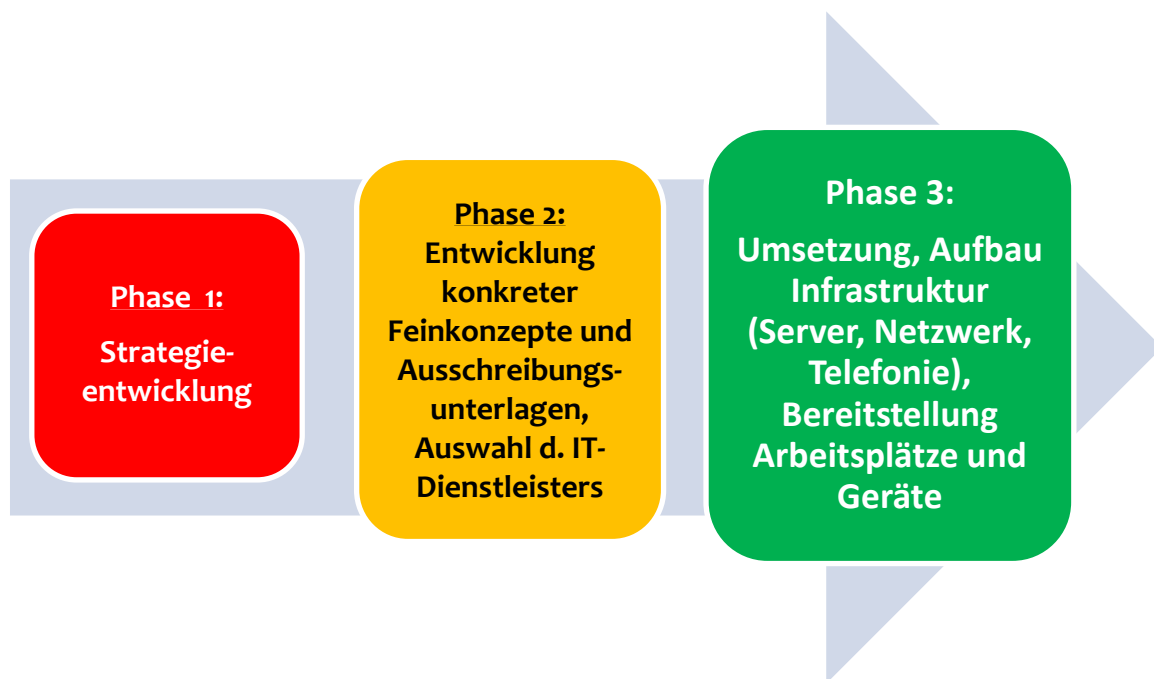 Phase 1:
Strategie-
entwicklung
Phase 2:
Entwicklung
konkreter
Feinkonzepte und
Ausschreibungs-
unterlagen,
Auswahl d. IT-
Dienstleisters
Phase 3:
Umsetzung, Aufbau
Infrastruktur
(Server, Netzwerk,
Telefonie),
Bereitstellung
Arbeitsplätze und
Geräte